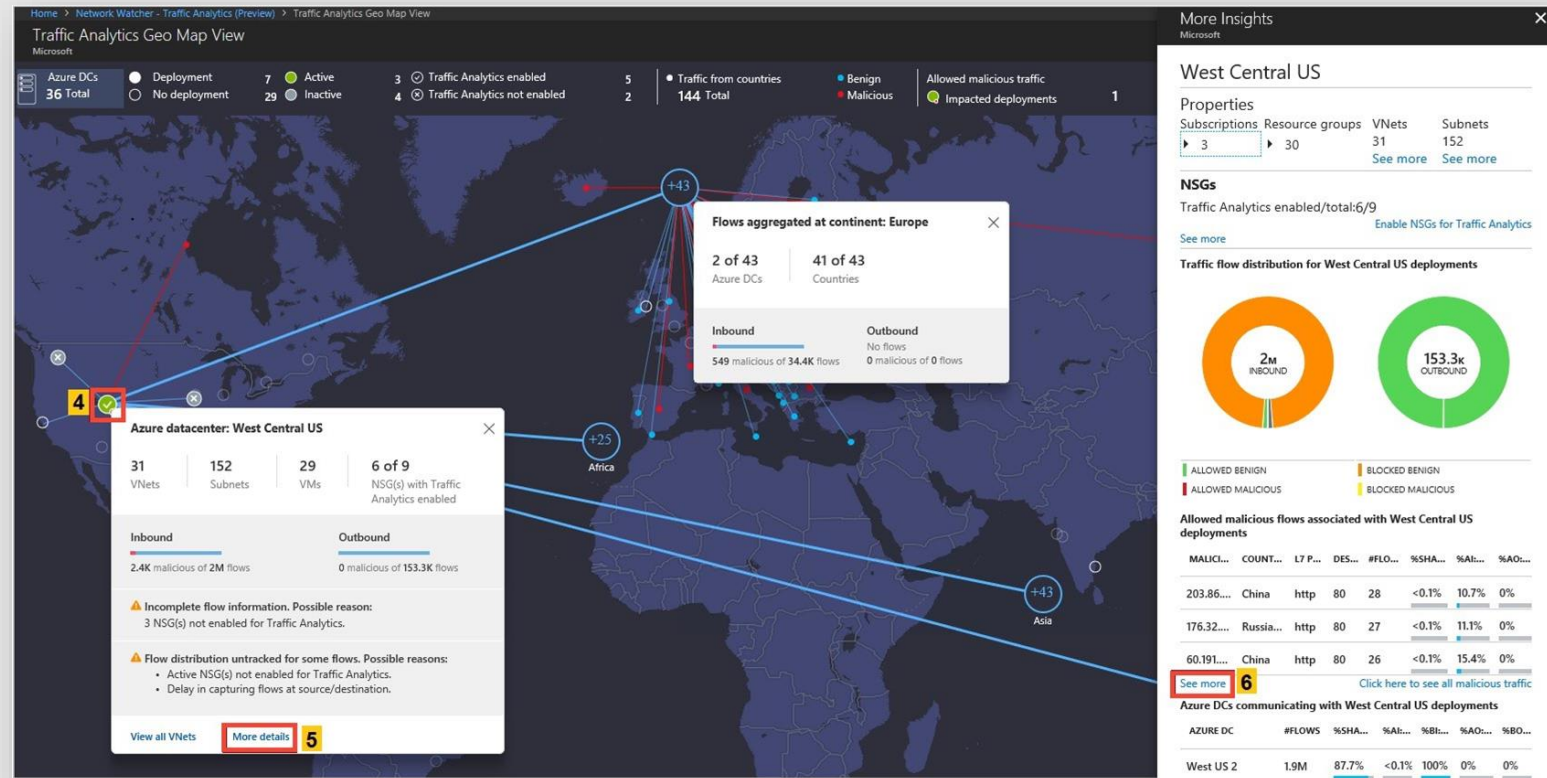 Home > Network Watcher - Traffic Analytics (Preview) > Traffic Analytics Geo Map View
Traffic Analytics Geo Map View
Microsoft
Azure DCs
36 Total
Deployment 7
No deployment 29
Active 3
Inactive 4
Traffic Analytics enabled 5
Traffic Analytics not enabled 2
Traffic from countries
144 Total
Benign
Malicious
Allowed malicious traffic
Impacted deployments 1
+43
Flows aggregated at continent: Europe
2 of 43 41 of 43
Azure DCs Countries
Inbound Outbound
No flows
549 malicious of 34.4K flows 0 malicious of 0 flows
4
Azure datacenter: West Central US
31 152 29 6 of 9
VNets Subnets VMs NSG(s) with Traffic
Analytics enabled
Inbound Outbound
2.4K malicious of 2M flows 0 malicious of 153.3K flows
Incomplete flow information. Possible reason:
3 NSG(s) not enabled for Traffic Analytics.
Flow distribution untracked for some flows. Possible reasons:
• Active NSG(s) not enabled for Traffic Analytics.
• Delay in capturing flows at source/destination.
View all VNets More details 5
+25
Africa
+43
Asia
More Insights
Microsoft
West Central US
Properties
Subscriptions Resource groups VNets Subnets
3 30 31 152
See more See more
NSGs
Traffic Analytics enabled/total:6/9
Enable NSGs for Traffic Analytics
See more
Traffic flow distribution for West Central US deployments
2M 153.3K
INBOUND OUTBOUND
ALLOWED BENIGN BLOCKED BENIGN
ALLOWED MALICIOUS BLOCKED MALICIOUS
Allowed malicious flows associated with West Central US
deployments
MALICI... COUNT... L7 P... DES... #FLO... %SHA... %AI:... %AO:...
203.86.... China http 80 28 <0.1% 10.7% 0%
176.32.... Russia... http 80 27 <0.1% 11.1% 0%
60.191.... China http 80 26 <0.1% 15.4% 0%
See more 6 Click here to see all malicious traffic
Azure DCs communicating with West Central US deployments
AZURE DC #FLOWS %SHA... %AI:... %BI:... %AO:... %BO...
West US 2 1.9M 87.7% <0.1% 100% 0% 0%